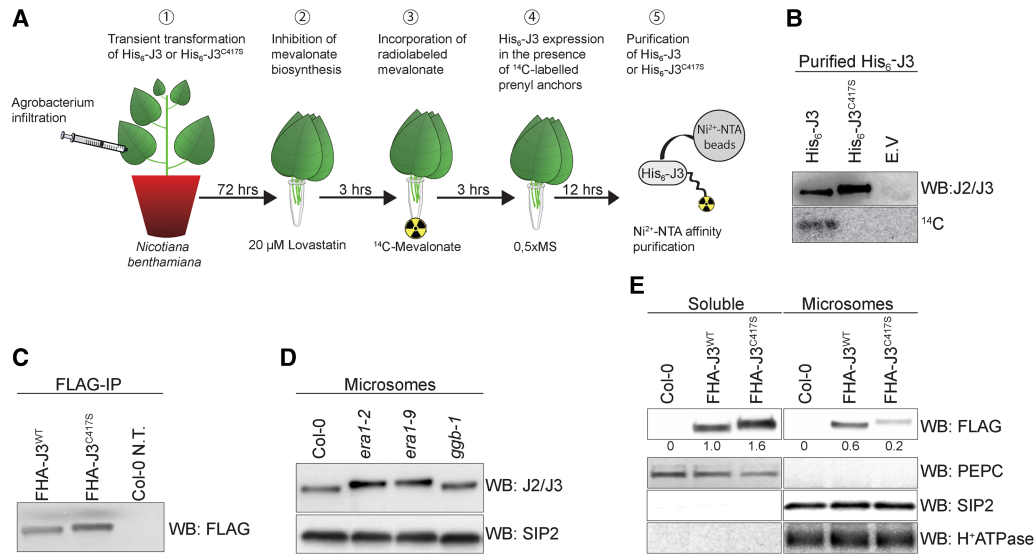 A
① ② ③ ④ ⑤
Transient transformation
of His₆-J3 or His₆-J3ᶜ⁴¹⁷ˢ
Inhibition of
mevalonate
biosynthesis
Incorporation of
radiolabeled
mevalonate
His₆-J3 expression
in the presence
of ¹⁴C-labelled
prenyl anchors
Purification
of His₆-J3
or His₆-J3ᶜ⁴¹⁷ˢ
Agrobacterium
infiltration
72 hrs
3 hrs
3 hrs
12 hrs
Ni²⁺-NTA
beads
His₆-J3
Nicotiana
benthamiana
20 µM Lovastatin
¹⁴C-Mevalonate
0,5xMS
Ni²⁺-NTA affinity
purification
B
Purified His₆-J3
His₆-J3
His₆-J3ᶜ⁴¹⁷ˢ
E.V
WB:J2/J3
¹⁴C
C
FLAG-IP
FHA-J3ᵂᵀ
FHA-J3ᶜ⁴¹⁷ˢ
Col-0 N.T.
WB: FLAG
D
Microsomes
Col-0
era1-2
era1-9
ggb-1
WB: J2/J3
WB: SIP2
E
Soluble Microsomes
Col-0
FHA-J3ᵂᵀ
FHA-J3ᶜ⁴¹⁷ˢ
Col-0
FHA-J3ᵂᵀ
FHA-J3ᶜ⁴¹⁷ˢ
WB: FLAG
0 1.0 1.6 0 0.6 0.2
WB: PEPC
WB: SIP2
WB: H⁺ATPase